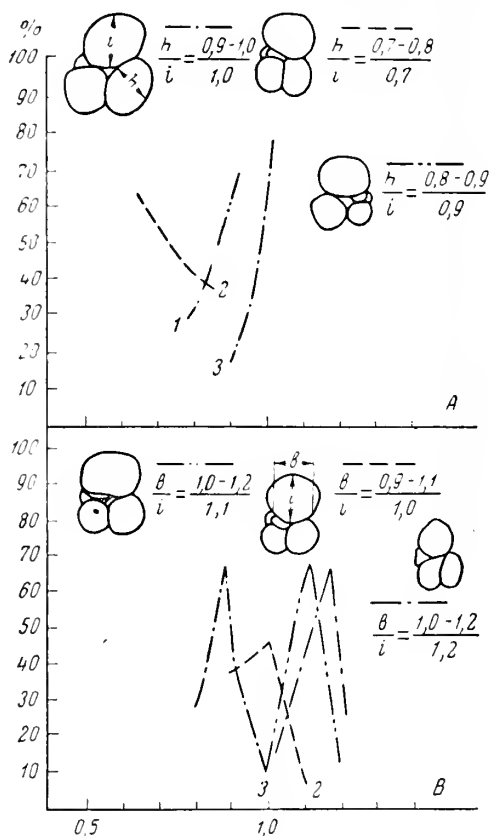 %
100
90
80
70
60
50
40
30
20
10
i
h
h/i = 0,9-1,0/1,0
h/i = 0,7-0,8/0,7
h/i = 0,8-0,9/0,9
1
2
3
A
100
90
80
70
60
50
40
30
20
10
в/i = 1,0-1,2/1,1
в
i
в/i = 0,9-1,1/1,0
в/i = 1,0-1,2/1,2
3
2
B
0,5
1,0